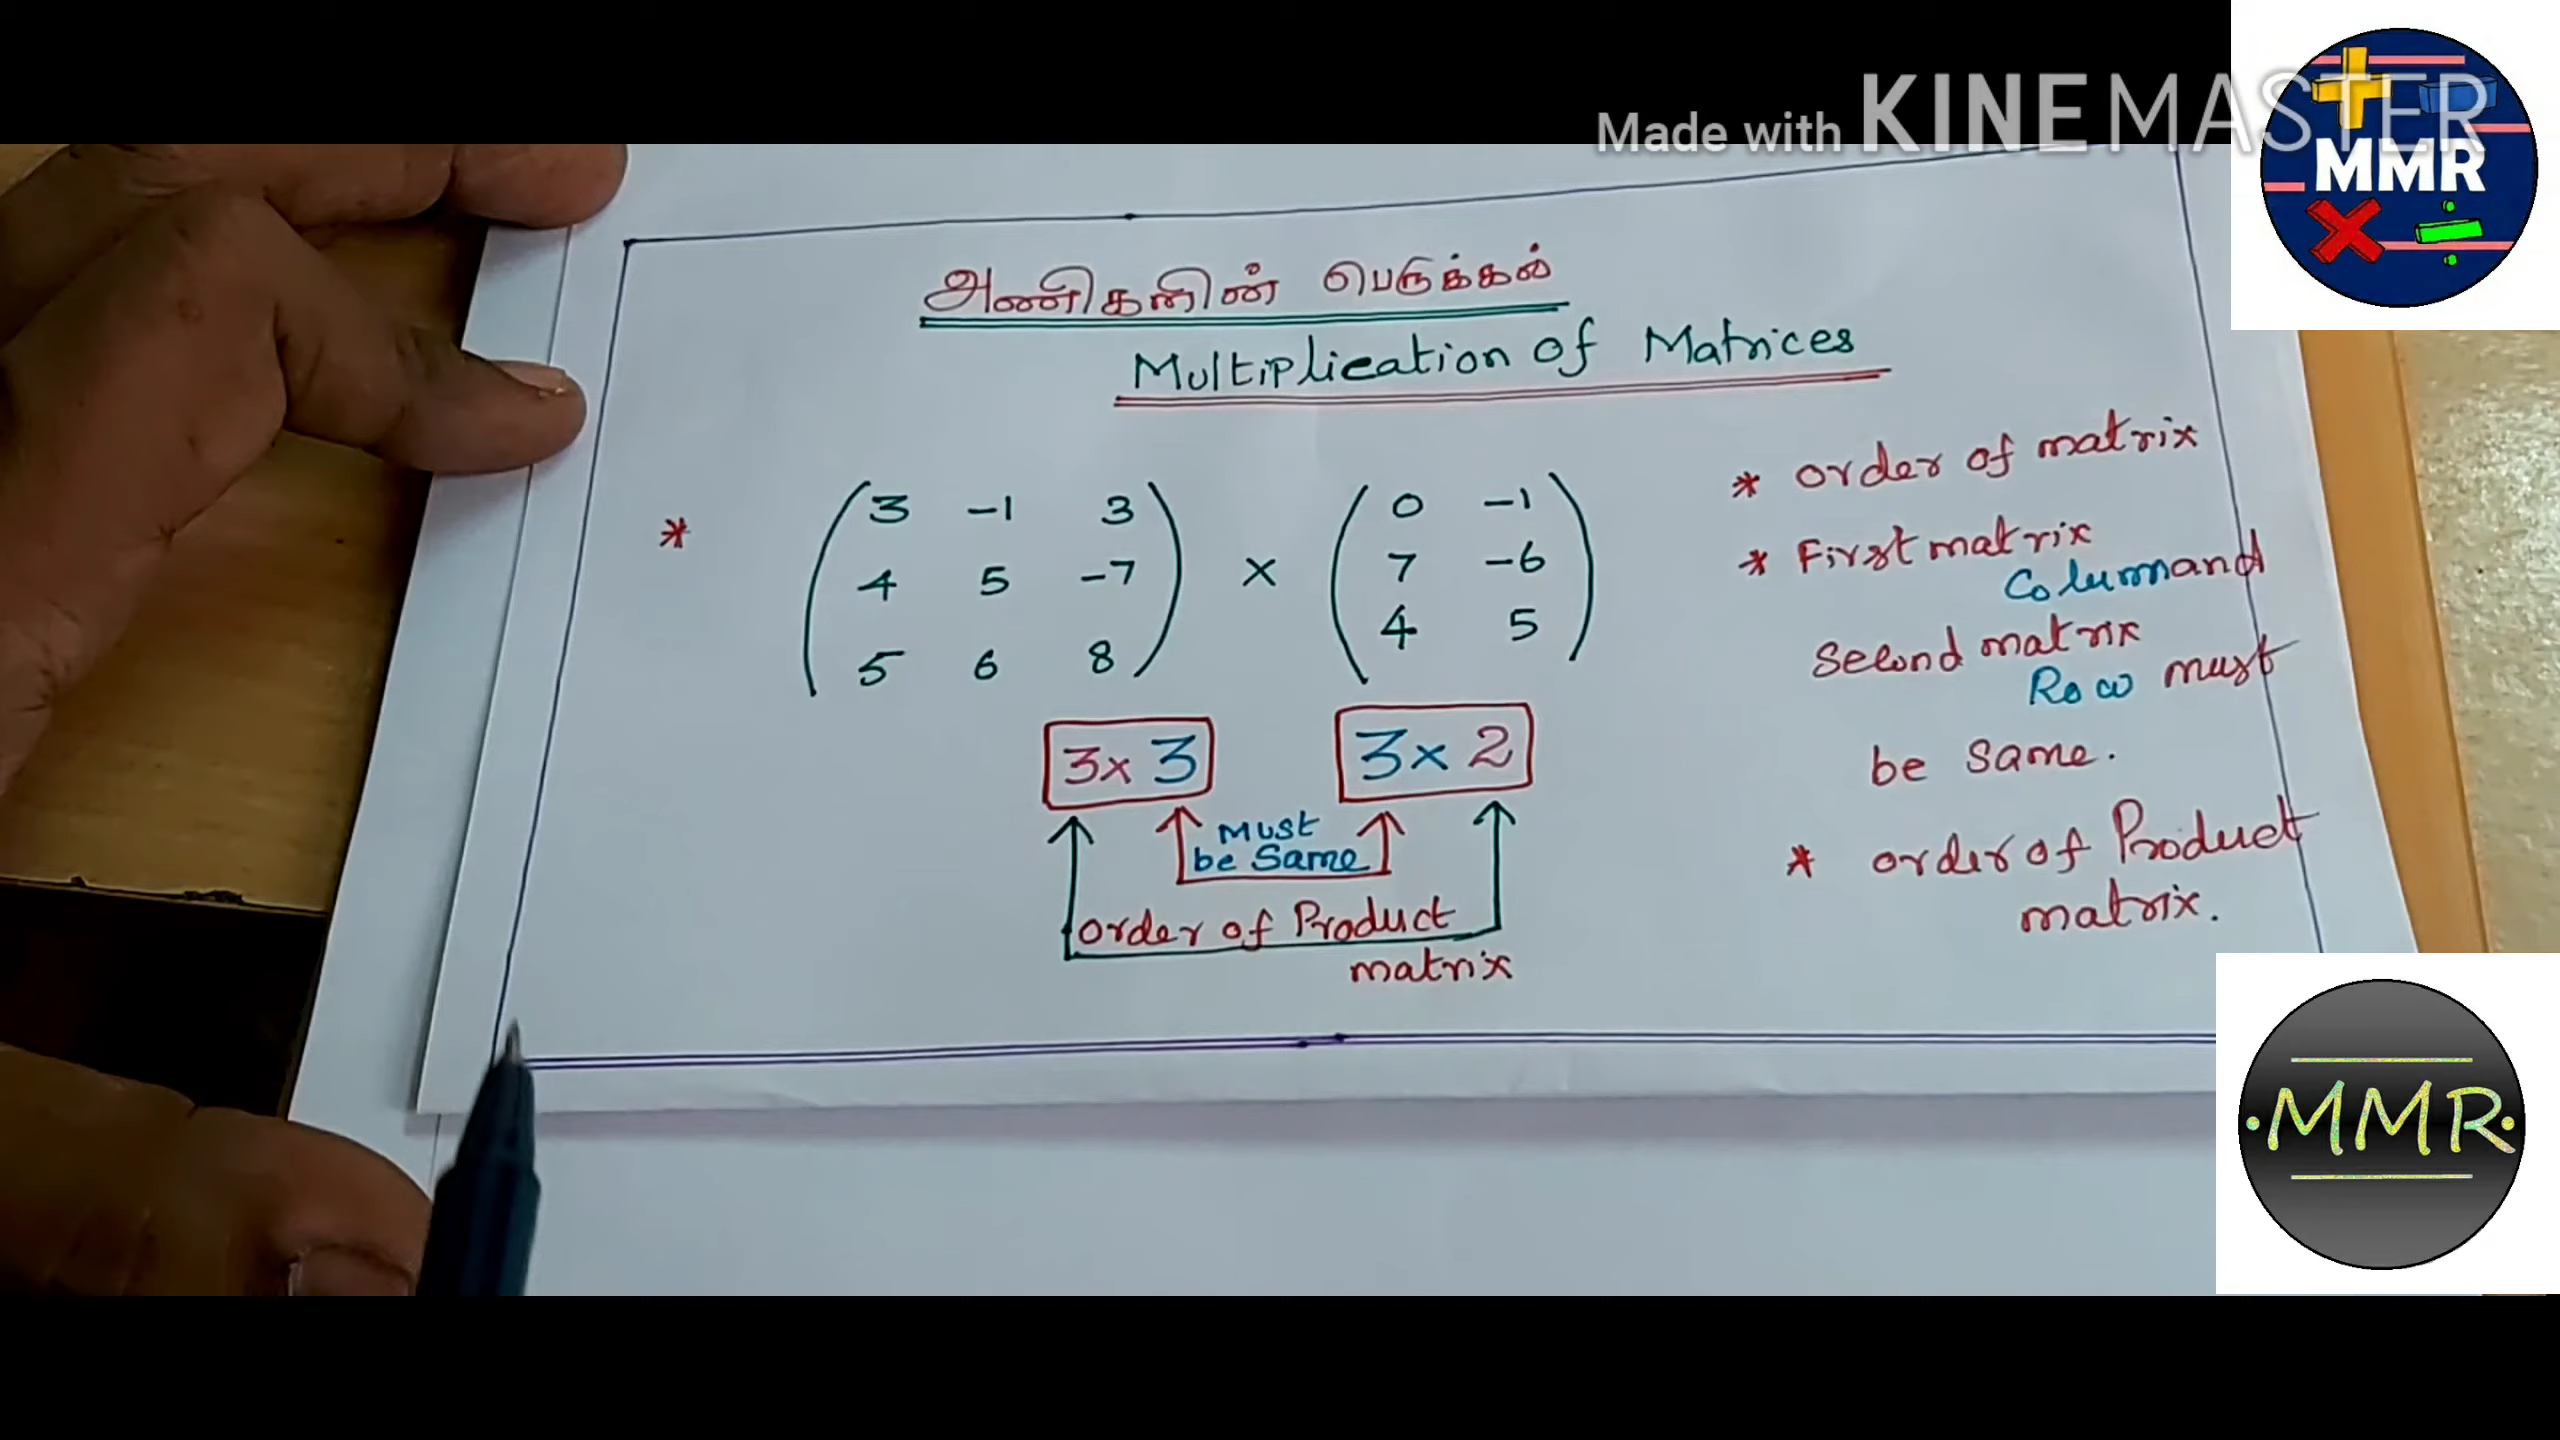 Made with KINEMASTER
MMR
அணிகளின் பெருக்கல்
Multiplication of Matrices
* 3 -1 3 × 0 -1
4 5 -7 7 -6
5 6 8 4 5
3x 3 3x 2
Must
be Same
order of Product
matrix
* order of matrix
* First matrix
Column and
Second matrix
Row must
be same.
* order of Product
matrix.
MMR